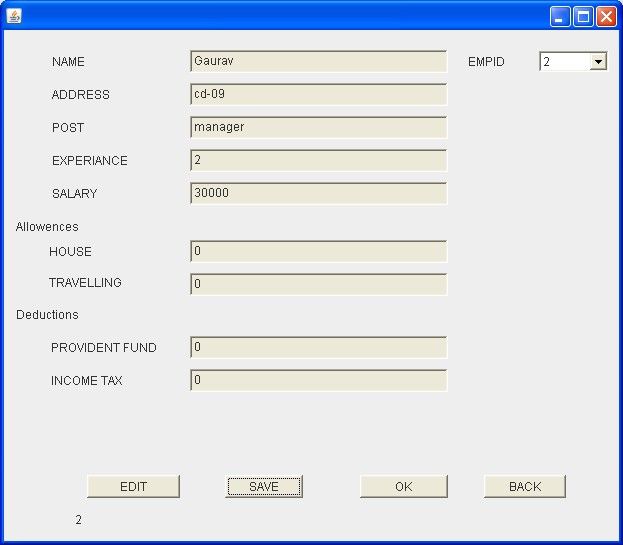 NAME Gaurav EMPID 2
ADDRESS cd-09
POST manager
EXPERIANCE 2
SALARY 30000
Allowences
HOUSE 0
TRAVELLING 0
Deductions
PROVIDENT FUND 0
INCOME TAX 0
EDIT SAVE OK BACK
2